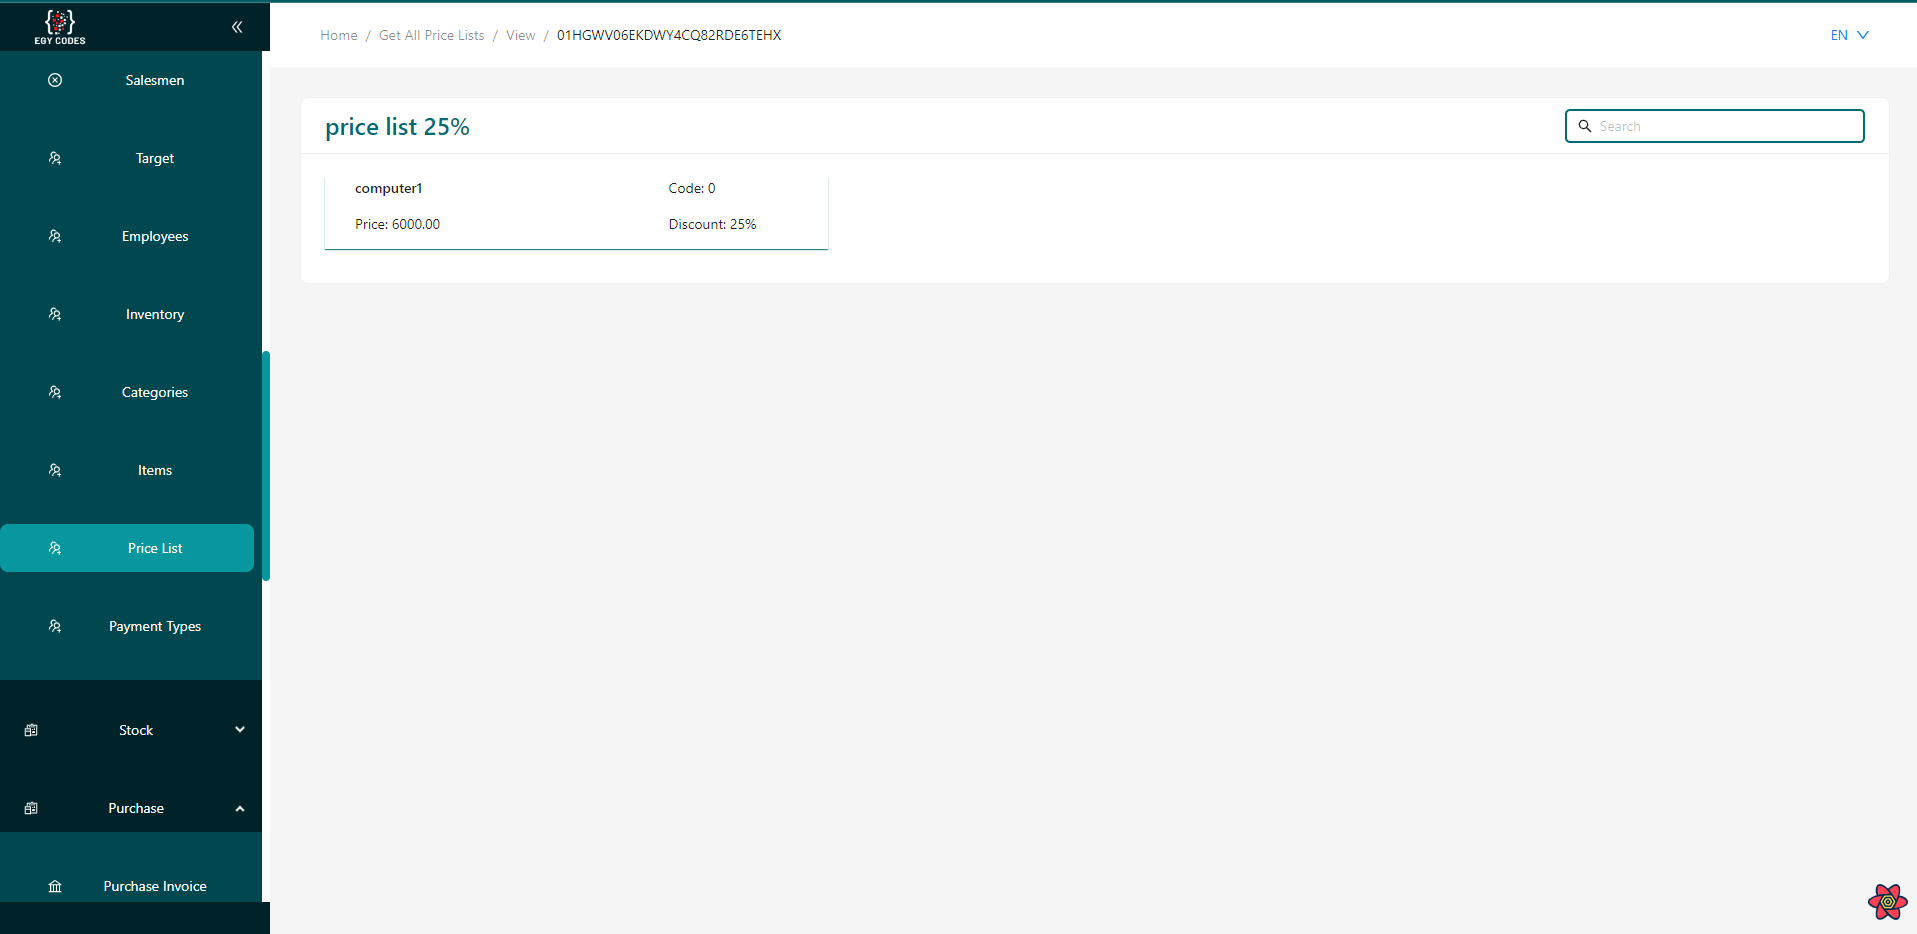 EGY CODES
Salesmen
Target
Employees
Inventory
Categories
Items
Price List
Payment Types
Stock
Purchase
Purchase Invoice
Home / Get All Price Lists / View / 01HGWV06EKDWY4CQ82RDE6TEHX
EN
price list 25%
Search
computer1 Code: 0
Price: 6000.00 Discount: 25%